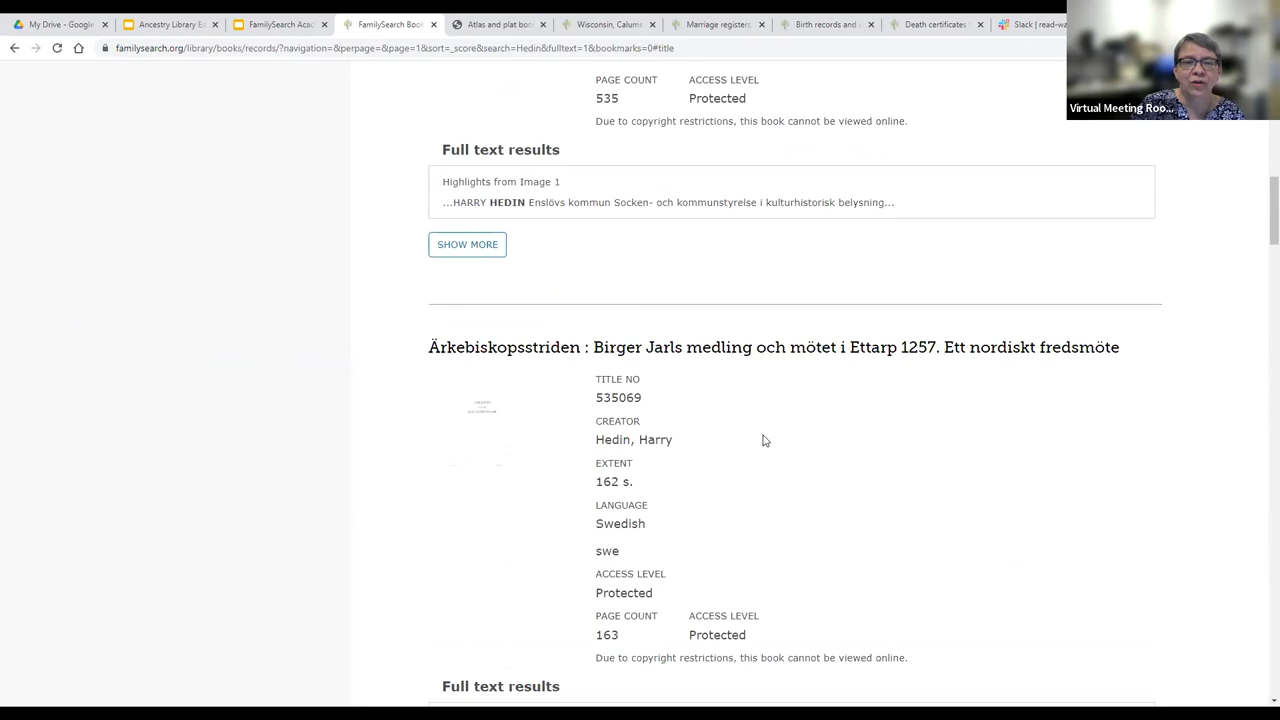 My Drive - Google
Ancestry Library Ed
FamilySearch Aca
FamilySearch Book
Atlas and plat boo
Wisconsin, Calume
Marriage registers
Birth records and
Death certificates
Slack | read-wa
familysearch.org/library/books/records/?navigation=&perpage=&page=1&sort=_score&search=Hedin&fulltext=1&bookmarks=0#title
Virtual Meeting Roo...
PAGE COUNT ACCESS LEVEL
535 Protected
Due to copyright restrictions, this book cannot be viewed online.
Full text results
Highlights from Image 1
...HARRY HEDIN Enslövs kommun Socken- och kommunstyrelse i kulturhistorisk belysning...
SHOW MORE
Ärkebiskopsstriden : Birger Jarls medling och mötet i Ettarp 1257. Ett nordiskt fredsmöte
TITLE NO
535069
CREATOR
Hedin, Harry
EXTENT
162 s.
LANGUAGE
Swedish
swe
ACCESS LEVEL
Protected
PAGE COUNT ACCESS LEVEL
163 Protected
Due to copyright restrictions, this book cannot be viewed online.
Full text results